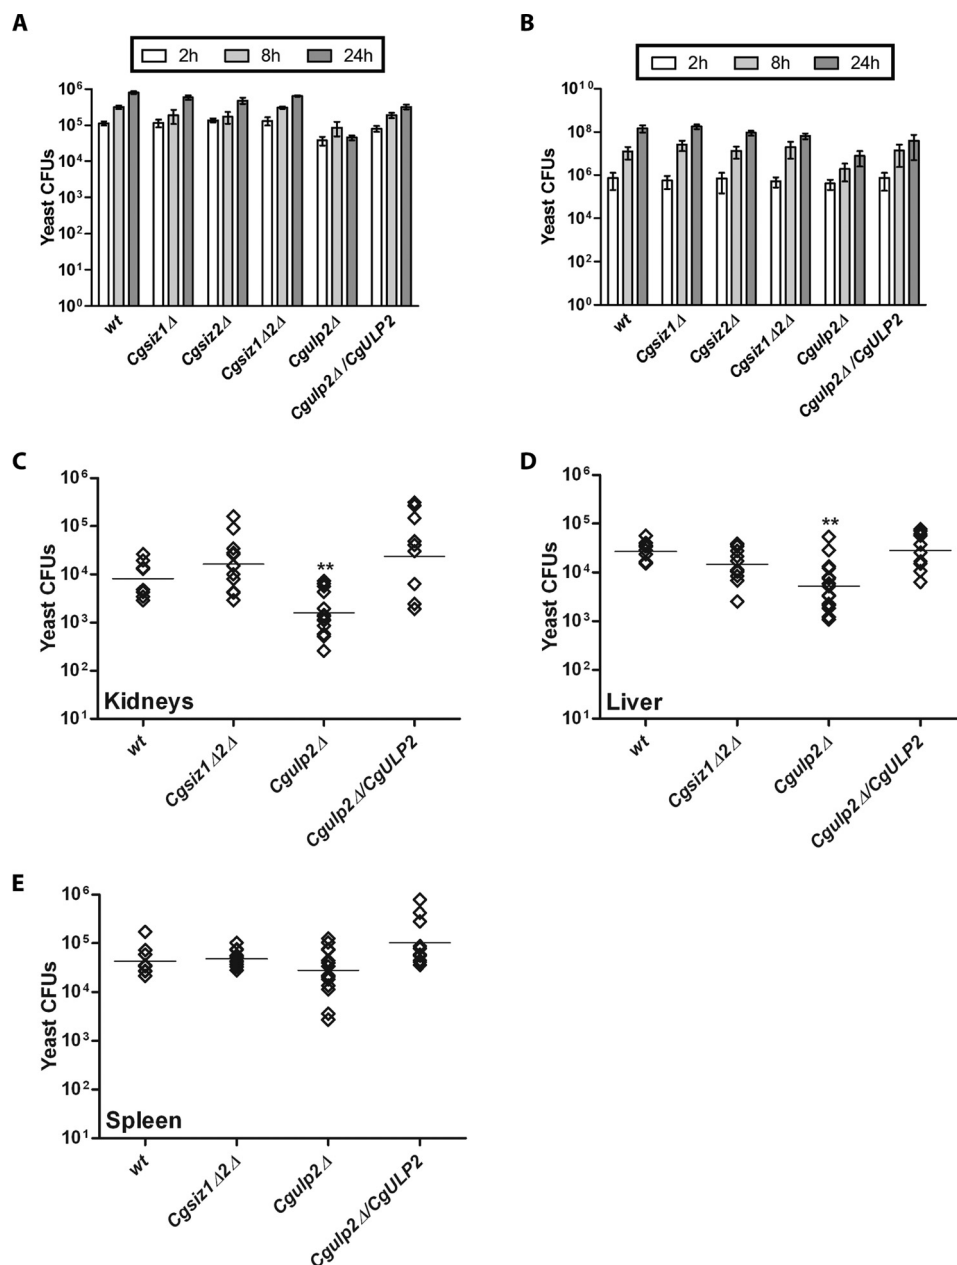 A
2h 8h 24h
Yeast CFUs
10⁶
10⁵
10⁴
10³
10²
10¹
10⁰
wt
Cgsiz1Δ
Cgsiz2Δ
Cgsiz1Δ2Δ
Cgulp2Δ
Cgulp2Δ/CgULP2
B
2h 8h 24h
Yeast CFUs
10¹⁰
10⁸
10⁶
10⁴
10²
10⁰
wt
Cgsiz1Δ
Cgsiz2Δ
Cgsiz1Δ2Δ
Cgulp2Δ
Cgulp2Δ/CgULP2
C
Yeast CFUs
10⁶
10⁵
10⁴
10³
10²
10¹
**
Kidneys
wt
Cgsiz1Δ2Δ
Cgulp2Δ
Cgulp2Δ/CgULP2
D
Yeast CFUs
10⁶
10⁵
10⁴
10³
10²
10¹
**
Liver
wt
Cgsiz1Δ2Δ
Cgulp2Δ
Cgulp2Δ/CgULP2
E
Yeast CFUs
10⁶
10⁵
10⁴
10³
10²
10¹
Spleen
wt
Cgsiz1Δ2Δ
Cgulp2Δ
Cgulp2Δ/CgULP2